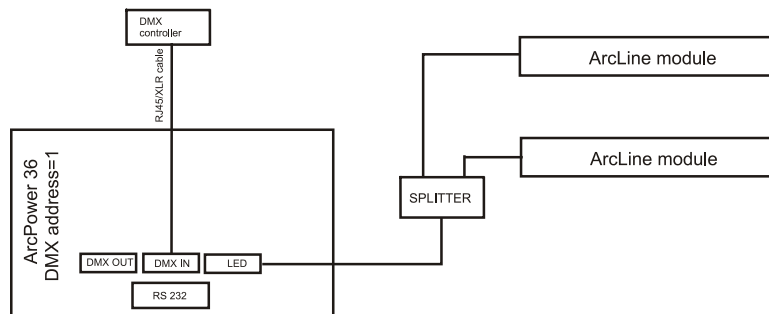 DMX
controller
RJ45/XLR cable
ArcLine module
ArcLine module
SPLITTER
ArcPower 36
DMX address=1
DMX OUT
DMX IN
LED
RS 232